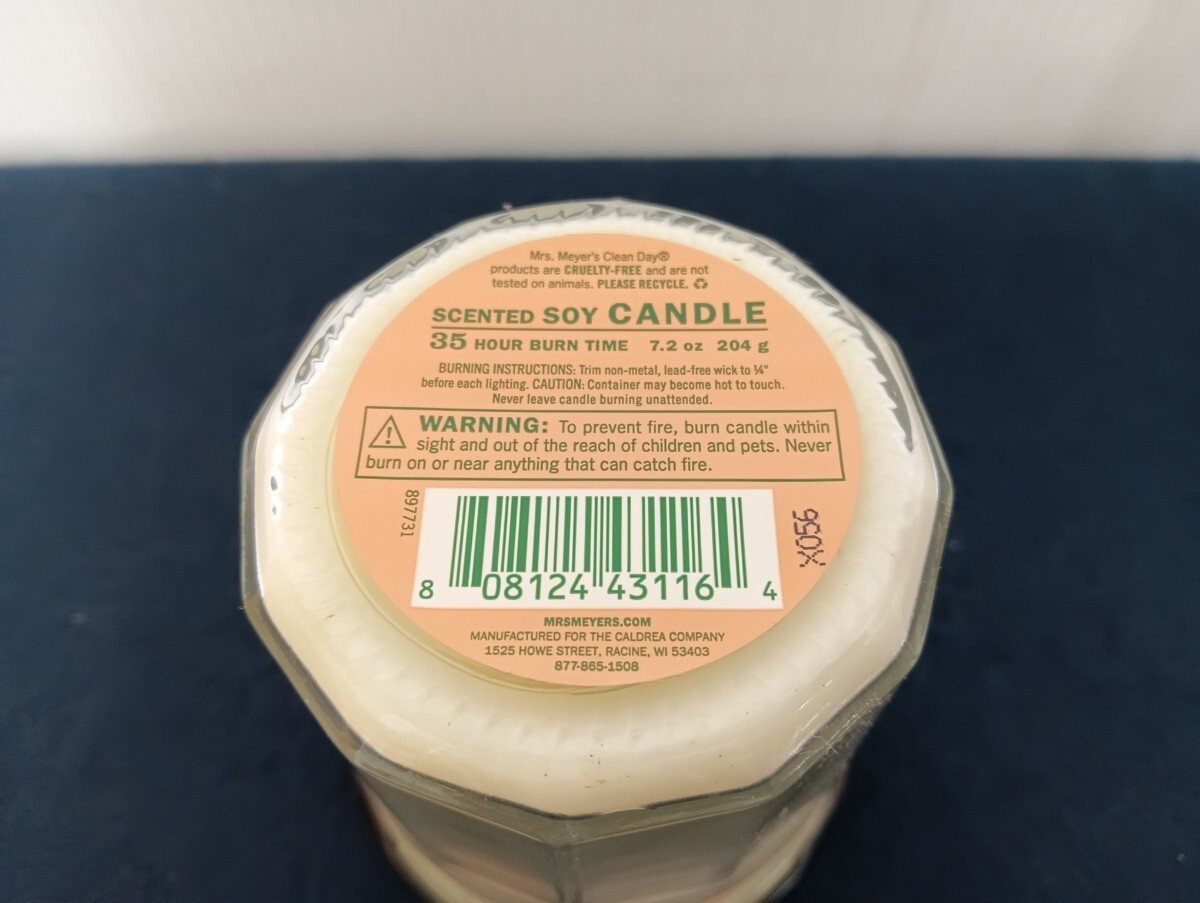 Mrs. Meyer's Clean Day®
products are CRUELTY-FREE and are not
tested on animals. PLEASE RECYCLE.
SCENTED SOY CANDLE
35 HOUR BURN TIME 7.2 oz 204 g
BURNING INSTRUCTIONS: Trim non-metal, lead-free wick to ¼"
before each lighting. CAUTION: Container may become hot to touch.
Never leave candle burning unattended.
WARNING: To prevent fire, burn candle within
sight and out of the reach of children and pets. Never
burn on or near anything that can catch fire.
897731
X056
8 08124 43116 4
MRSMEYERS.COM
MANUFACTURED FOR THE CALDREA COMPANY
1525 HOWE STREET, RACINE, WI 53403
877-865-1508